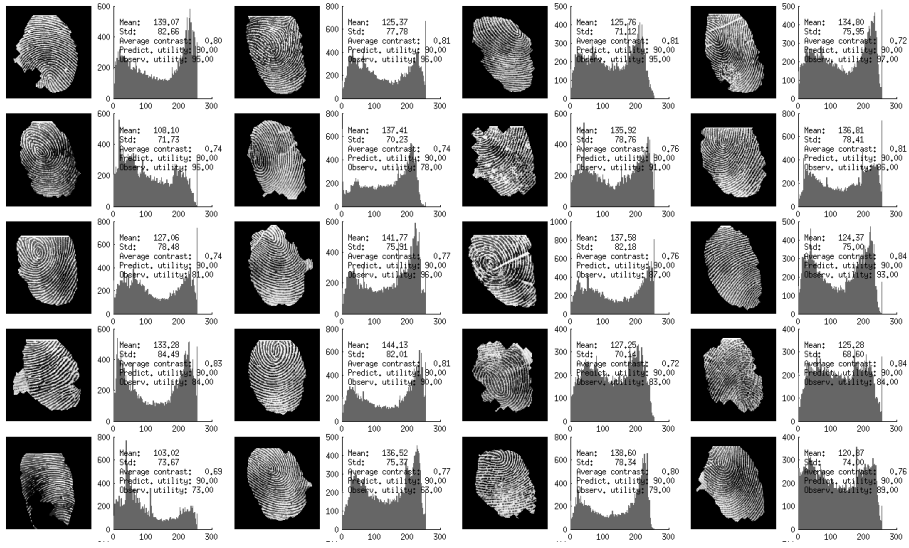 Mean: 139.07
Std: 82.66
Average contrast: 0.80
Predict. utility: 90.00
Observ. utility: 95.00
Mean: 125.37
Std: 77.78
Average contrast: 0.81
Predict. utility: 90.00
Observ. utility: 96.00
Mean: 125.76
Std: 71.12
Average contrast: 0.81
Predict. utility: 90.00
Observ. utility: 95.00
Mean: 134.80
Std: 75.95
Average contrast: 0.72
Predict. utility: 90.00
Observ. utility: 97.00
Mean: 108.10
Std: 71.73
Average contrast: 0.74
Predict. utility: 90.00
Observ. utility: 96.00
Mean: 137.41
Std: 70.23
Average contrast: 0.74
Predict. utility: 90.00
Observ. utility: 78.00
Mean: 135.92
Std: 78.76
Average contrast: 0.76
Predict. utility: 90.00
Observ. utility: 91.00
Mean: 136.81
Std: 78.41
Average contrast: 0.81
Predict. utility: 90.00
Observ. utility:
Mean: 127.06
Std: 78.48
Average contrast: 0.74
Predict. utility: 90.00
Observ. utility: 81.00
Mean: 141.77
Std: 75.91
Average contrast: 0.77
Predict. utility: 90.00
Observ. utility: 96.00
Mean: 137.58
Std: 82.18
Average contrast: 0.76
Predict. utility: 90.00
Observ. utility: 87.00
Mean: 124.37
Std: 75.00
Average contrast: 0.84
Predict. utility: 90.00
Observ. utility: 93.00
Mean: 133.28
Std: 84.49
Average contrast: 0.83
Predict. utility: 90.00
Observ. utility: 84.00
Mean: 144.13
Std: 82.01
Average contrast: 0.81
Predict. utility: 90.00
Observ. utility: 90.00
Mean: 127.25
Std: 70.14
Average contrast: 0.72
Predict. utility: 90.00
Observ. utility: 83.00
Mean: 125.28
Std: 68.60
Average contrast: 0.84
Predict. utility: 90.00
Observ. utility: 84.00
Mean: 103.02
Std: 73.67
Average contrast: 0.69
Predict. utility: 90.00
Observ. utility: 73.00
Mean: 136.52
Std: 75.37
Average contrast: 0.77
Predict. utility: 90.00
Observ. utility:
Mean: 138.60
Std: 78.34
Average contrast: 0.80
Predict. utility: 90.00
Observ. utility: 79.00
Mean: 120.87
Std: 74.00
Average contrast: 0.76
Predict. utility: 90.00
Observ. utility: 89.00